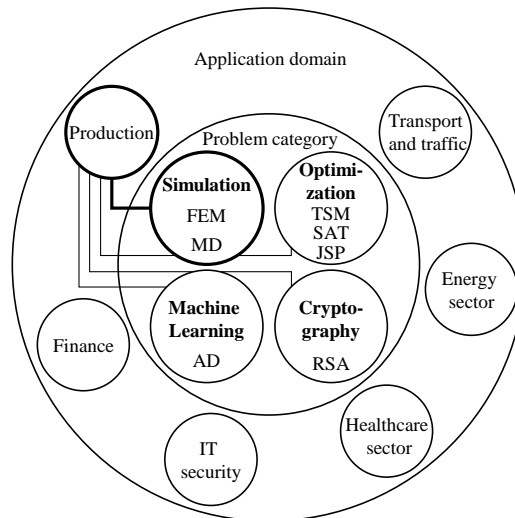 Application domain
Production
Transport
and traffic
Problem category
Simulation
FEM
MD
Optimi-
zation
TSM
SAT
JSP
Energy
sector
Machine
Learning
AD
Crypto-
graphy
RSA
Finance
Healthcare
sector
IT
security